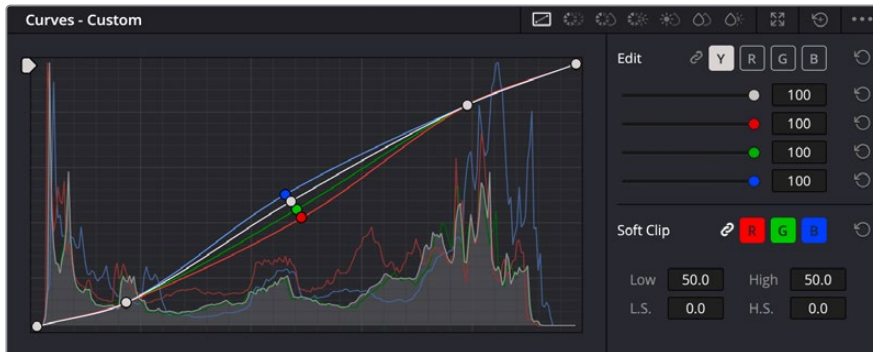 Curves - Custom
Edit Y R G B
100
100
100
100
Soft Clip R G B
Low 50.0 High 50.0
L.S. 0.0 H.S. 0.0